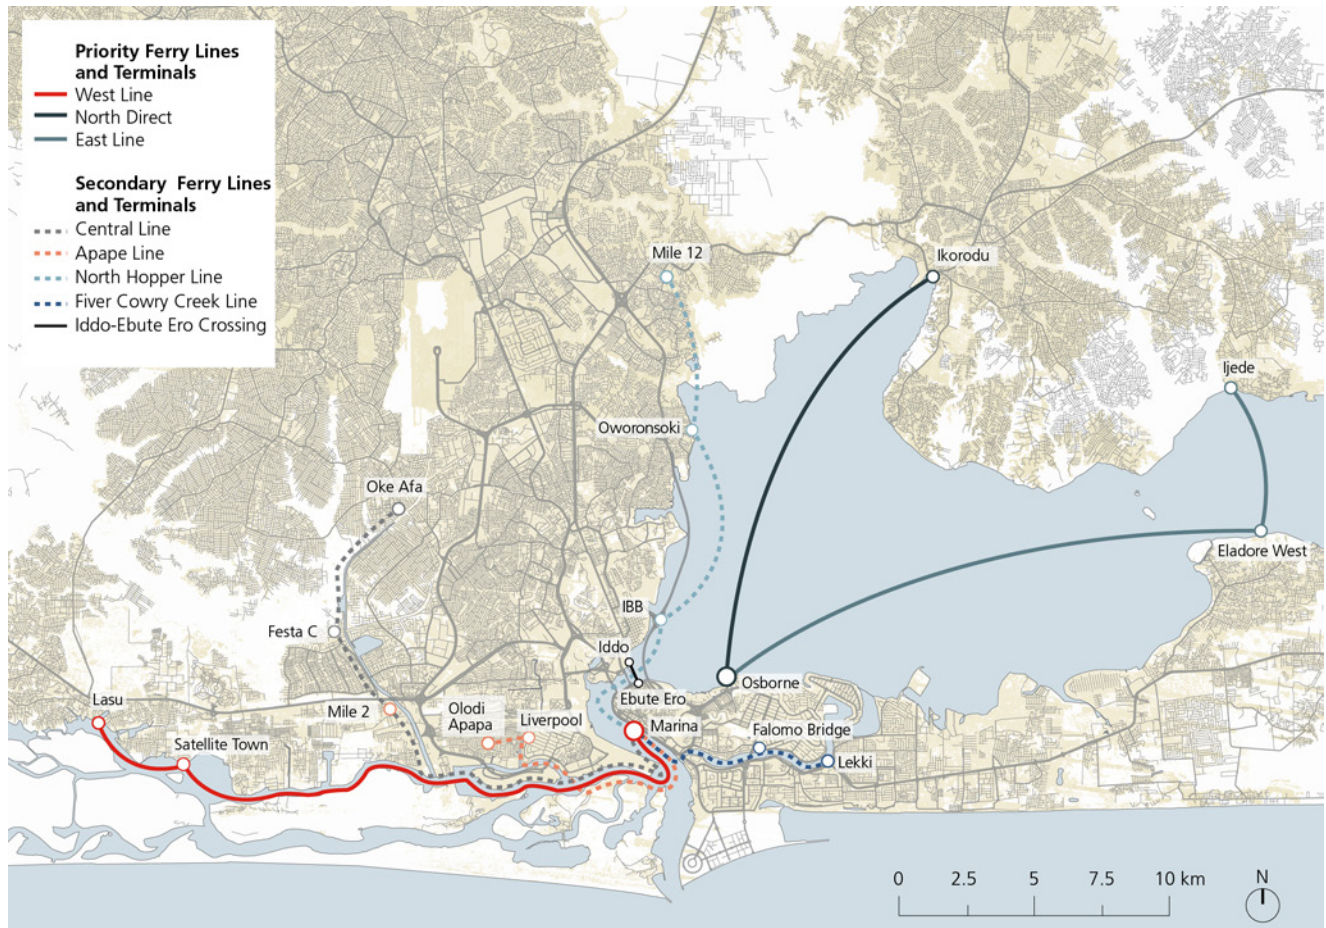 Priority Ferry Lines
and Terminals
West Line
North Direct
East Line
Secondary  Ferry Lines
and Terminals
Central Line
Apape Line
North Hopper Line
Fiver Cowry Creek Line
Iddo-Ebute Ero Crossing
Mile 12
Ikorodu
Ijede
Oworonsoki
Oke Afa
Eladore West
IBB
Festa C
Iddo
Osborne
Ebute Ero
Lasu
Mile 2
Olodi
Apapa
Liverpool
Marina
Falomo Bridge
Satellite Town
Lekki
0 2.5 5 7.5 10 km
N